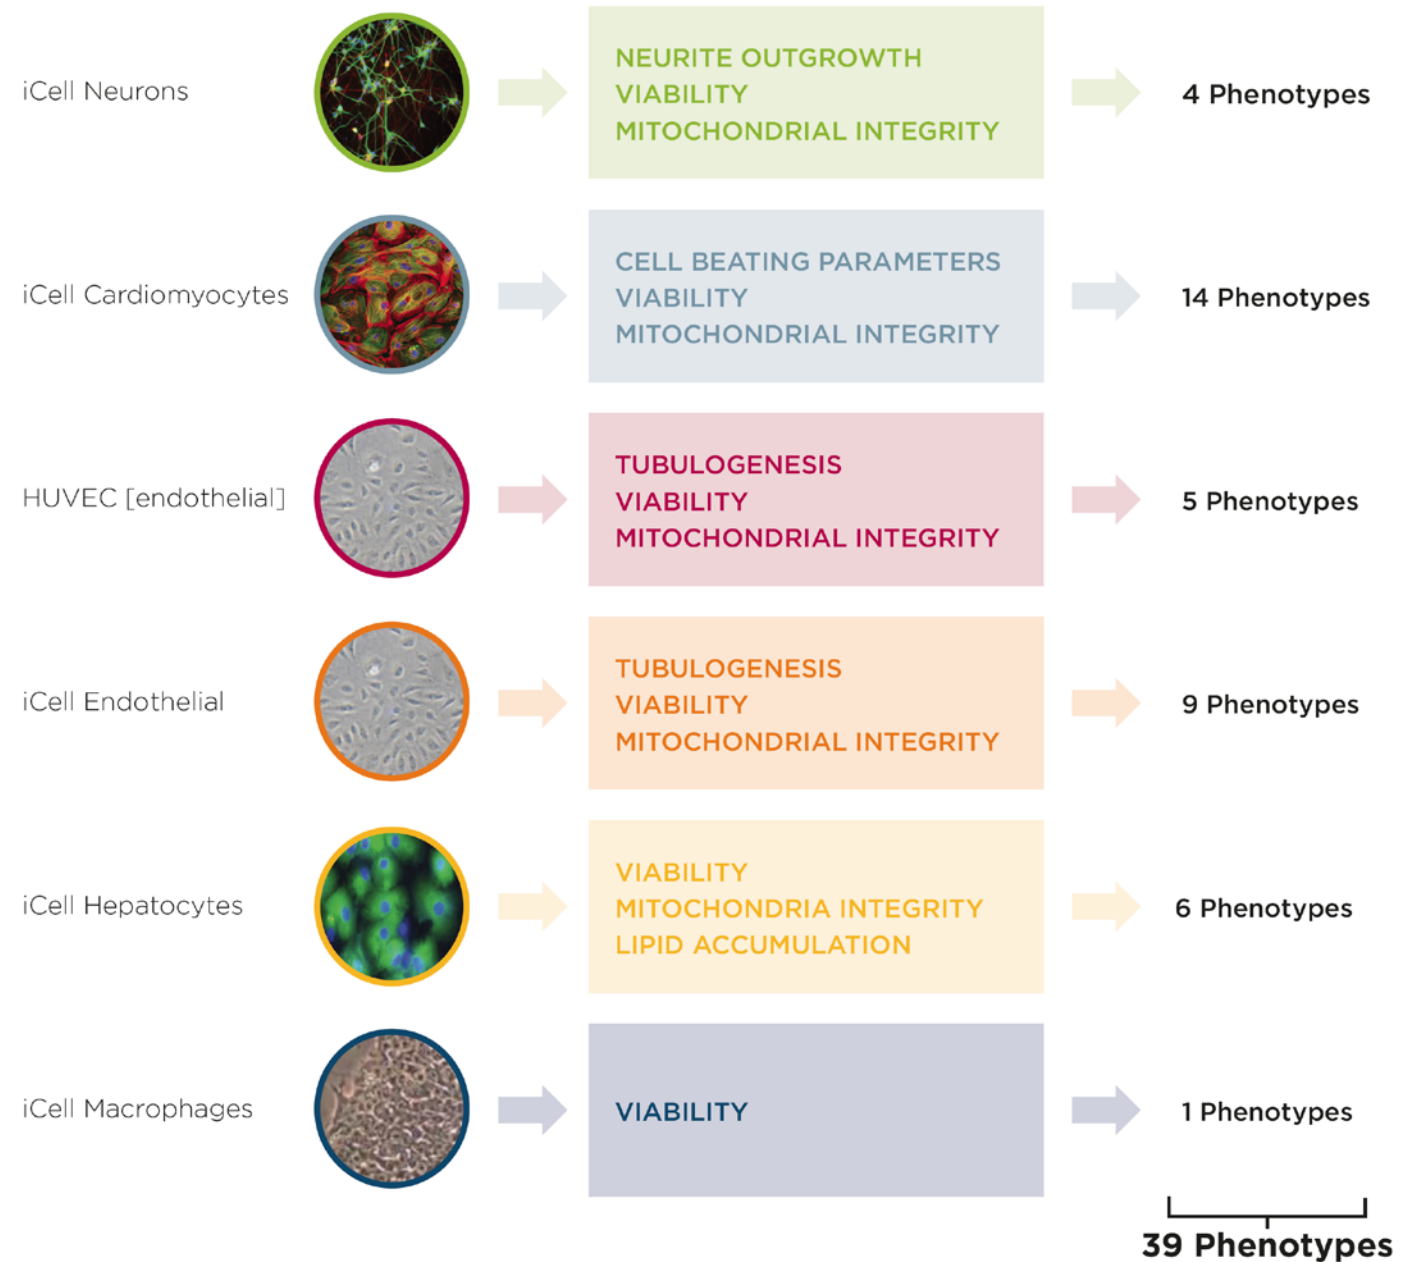 iCell Neurons
NEURITE OUTGROWTH
VIABILITY
MITOCHONDRIAL INTEGRITY
4 Phenotypes
iCell Cardiomyocytes
CELL BEATING PARAMETERS
VIABILITY
MITOCHONDRIAL INTEGRITY
14 Phenotypes
HUVEC [endothelial]
TUBULOGENESIS
VIABILITY
MITOCHONDRIAL INTEGRITY
5 Phenotypes
iCell Endothelial
TUBULOGENESIS
VIABILITY
MITOCHONDRIAL INTEGRITY
9 Phenotypes
iCell Hepatocytes
VIABILITY
MITOCHONDRIA INTEGRITY
LIPID ACCUMULATION
6 Phenotypes
iCell Macrophages
VIABILITY
1 Phenotypes
39 Phenotypes